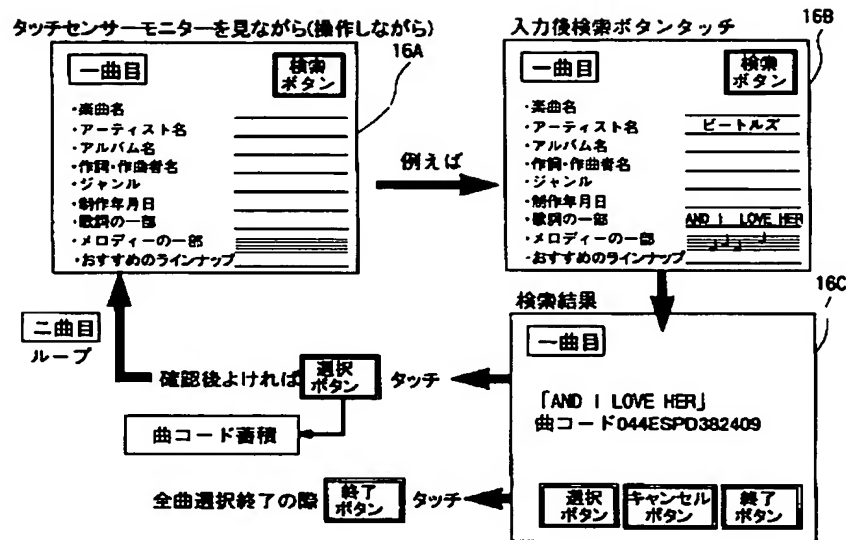 タッチセンサーモニターを見ながら(操作しながら)
16A
一曲目
検索
ボタン
・楽曲名
・アーティスト名
・アルバム名
・作詞・作曲者名
・ジャンル
・制作年月日
・歌詞の一部
・メロディーの一部
・おすすめのラインナップ
例えば
入力後検索ボタンタッチ
16B
一曲目
検索
ボタン
・楽曲名
・アーティスト名 ビートルズ
・アルバム名
・作詞・作曲者名
・ジャンル
・制作年月日
・歌詞の一部 AND I LOVE HER
・メロディーの一部
・おすすめのラインナップ
検索結果
16C
一曲目
「AND I LOVE HER」
曲コード044ESPD382409
選択
ボタン
キャンセル
ボタン
終了
ボタン
二曲目
ループ
確認後よければ 選択ボタン タッチ
曲コード蓄積
全曲選択終了の際 終了ボタン タッチ